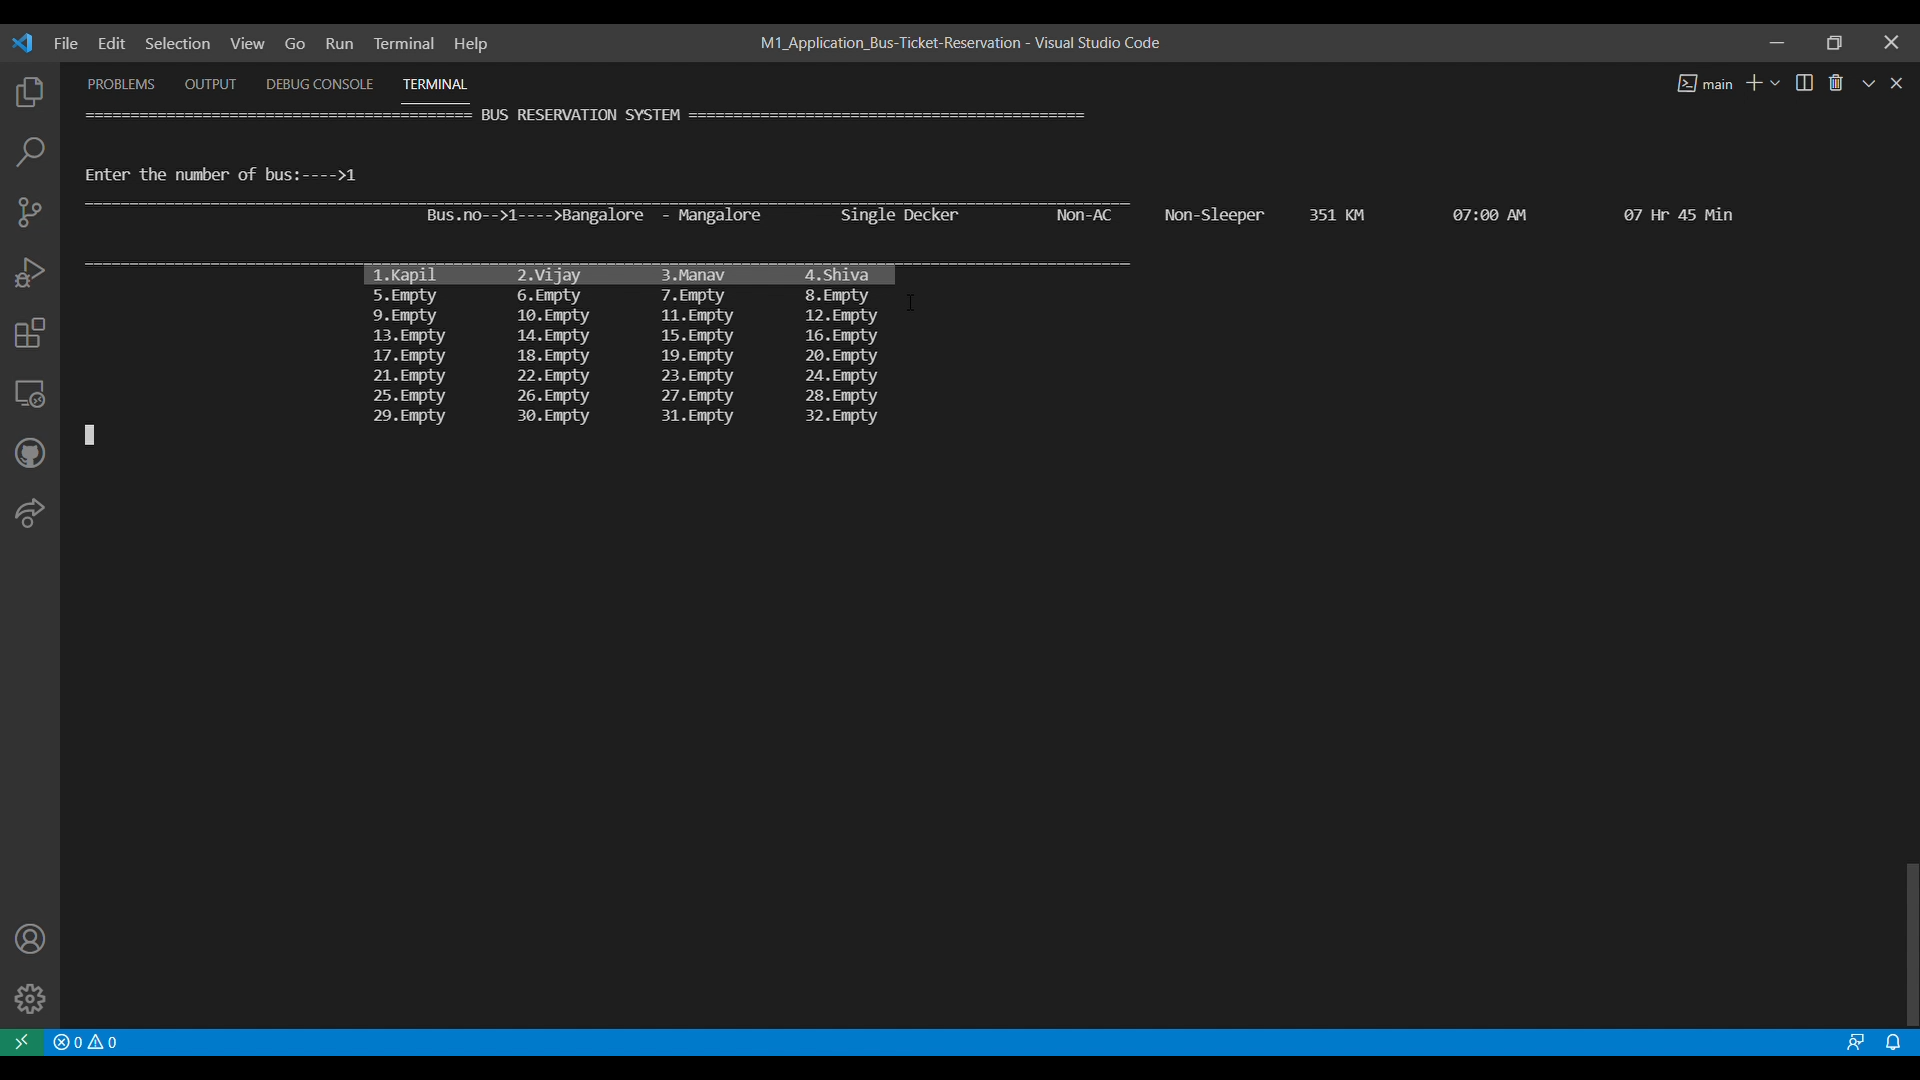 File Edit Selection View Go Run Terminal Help M1_Application_Bus-Ticket-Reservation - Visual Studio Code
PROBLEMS OUTPUT DEBUG CONSOLE TERMINAL main
=========================================== BUS RESERVATION SYSTEM ============================================
Enter the number of bus:---->1
Bus.no-->1---->Bangalore - Mangalore Single Decker Non-AC Non-Sleeper 351 KM 07:00 AM 07 Hr 45 Min
1.Kapil 2.Vijay 3.Manav 4.Shiva
5.Empty 6.Empty 7.Empty 8.Empty
9.Empty 10.Empty 11.Empty 12.Empty
13.Empty 14.Empty 15.Empty 16.Empty
17.Empty 18.Empty 19.Empty 20.Empty
21.Empty 22.Empty 23.Empty 24.Empty
25.Empty 26.Empty 27.Empty 28.Empty
29.Empty 30.Empty 31.Empty 32.Empty
0 0